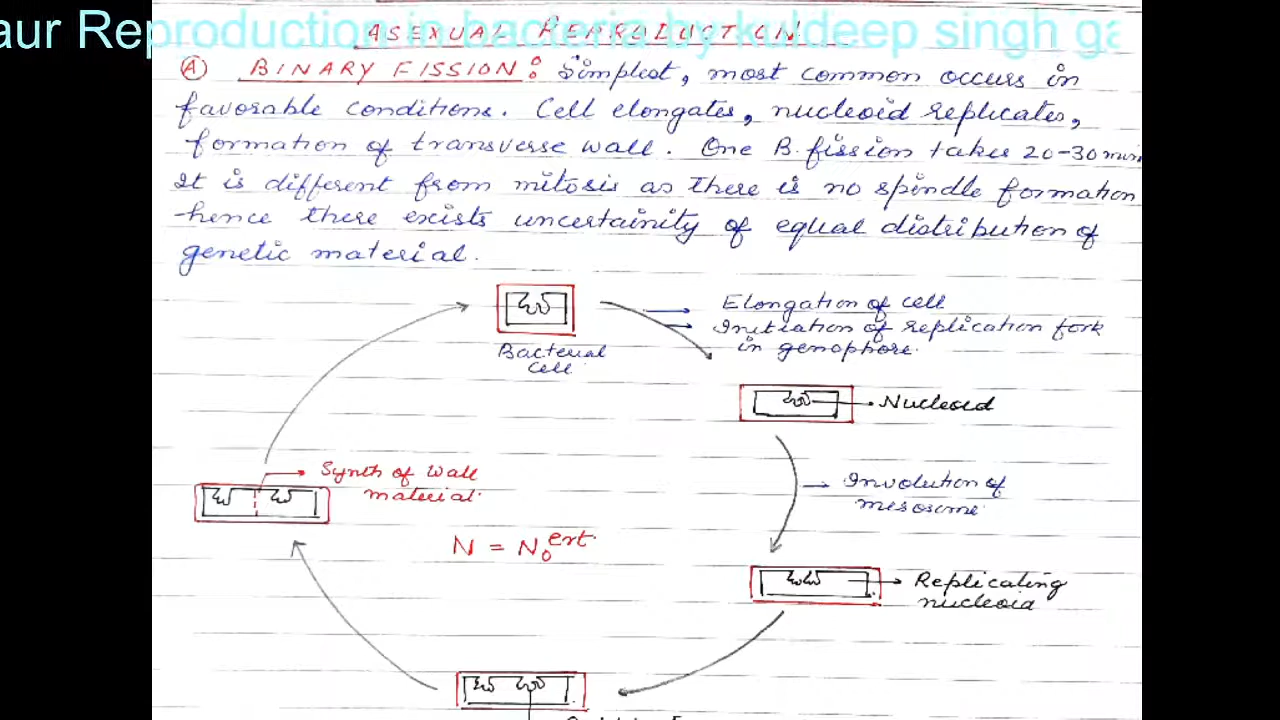 aur Reproduction in bacteria by kuldeep singh ga
ASEXUAL REPRODUCTION
(A) BINARY FISSION: Simplest, most common occurs in
favorable conditions. Cell elongates, nucleoid replicates,
formation of transverse wall. One B. fission takes 20-30 min
It is different from mitosis as there is no spindle formation
hence there exists uncertainity of equal distribution of
genetic material.
Bacterial
cell
Elongation of cell
Initiation of replication fork
in genophore.
Nucleoid
Involution of
mesosome
Replicating
nucleoid
Synth of wall
material.
N = N₀ ert.